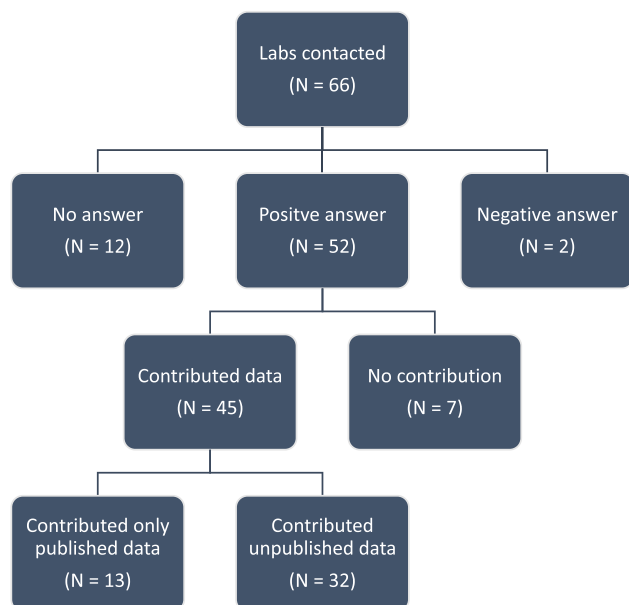 Labs contacted
(N = 66)
No answer
(N = 12)
Positve answer
(N = 52)
Negative answer
(N = 2)
Contributed data
(N = 45)
No contribution
(N = 7)
Contributed only
published data
(N = 13)
Contributed
unpublished data
(N = 32)